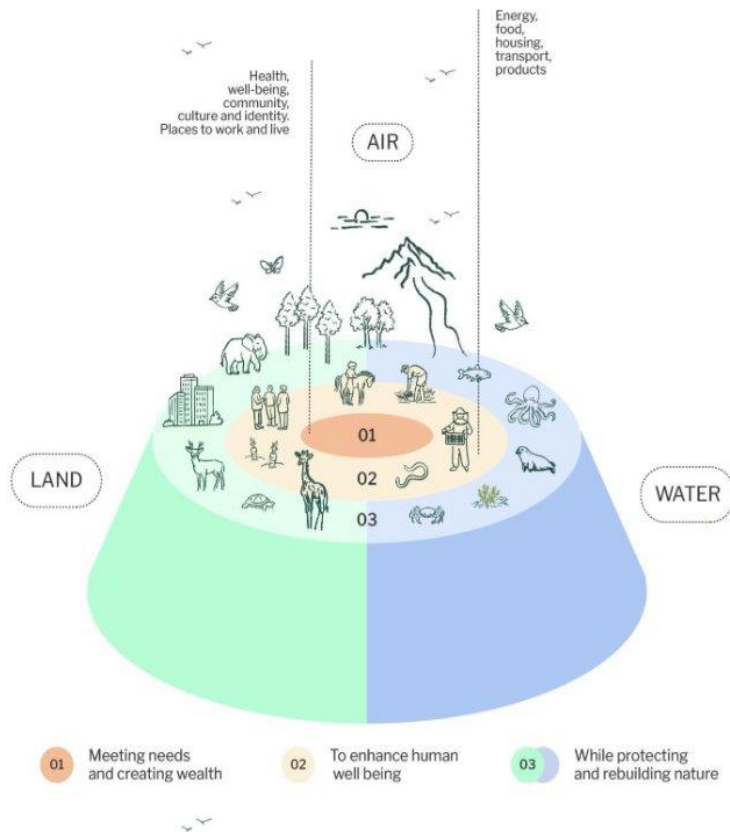 Energy,
food,
housing,
transport,
products
Health,
well-being,
community,
culture and identity.
Places to work and live
AIR
01
02
03
LAND
WATER
01 Meeting needs
and creating wealth
02 To enhance human
well being
03 While protecting
and rebuilding nature